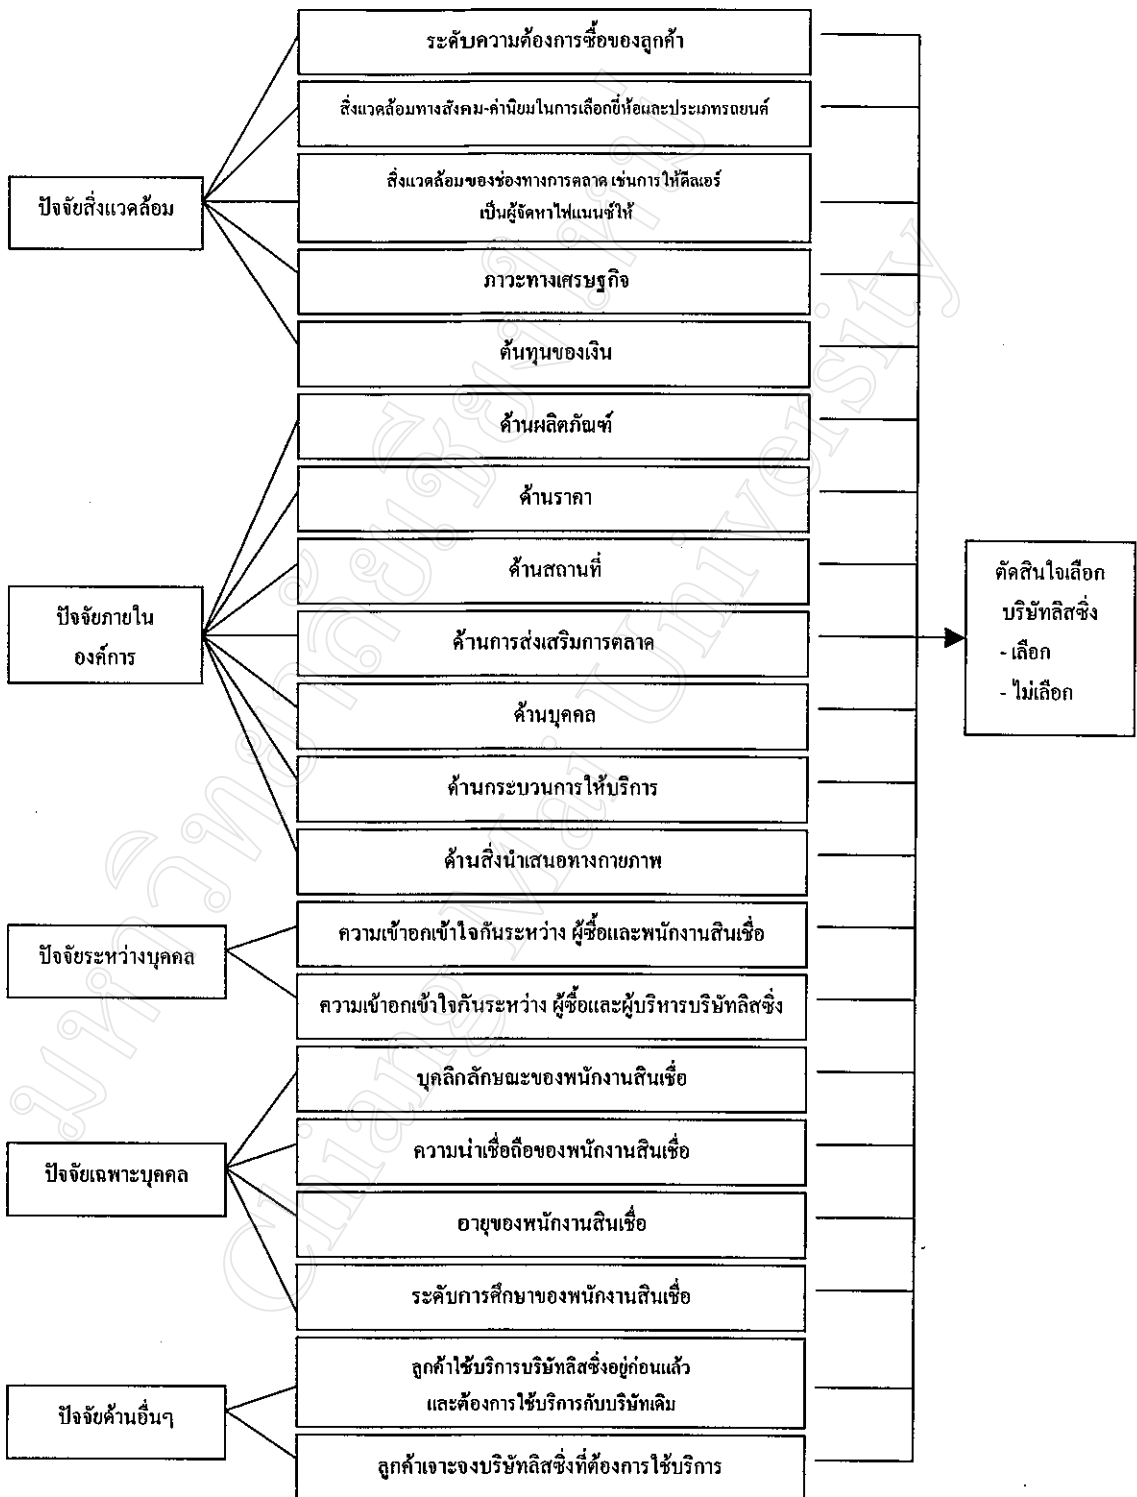 ปัจจัยสิ่งแวดล้อม
ระดับความต้องการซื้อของลูกค้า
สิ่งแวดล้อมทางสังคม-ค่านิยมในการเลือกยี่ห้อและประเภทรถยนต์
สิ่งแวดล้อมของช่องทางการตลาด เช่นการให้ดีลเอร์
เป็นผู้จัดหาไฟแนนซ์ให้
ภาวะทางเศรษฐกิจ
ต้นทุนของเงิน
ปัจจัยภายใน
องค์การ
ด้านผลิตภัณฑ์
ด้านราคา
ด้านสถานที่
ด้านการส่งเสริมการตลาด
ด้านบุคคล
ด้านกระบวนการให้บริการ
ด้านสิ่งนำเสนอทางกายภาพ
ปัจจัยระหว่างบุคคล
ความเข้าอกเข้าใจกันระหว่าง ผู้ซื้อและพนักงานสินเชื่อ
ความเข้าอกเข้าใจกันระหว่าง ผู้ซื้อและผู้บริหารบริษัทลิสซิ่ง
ปัจจัยเฉพาะบุคคล
บุคลิกลักษณะของพนักงานสินเชื่อ
ความน่าเชื่อถือของพนักงานสินเชื่อ
อายุของพนักงานสินเชื่อ
ระดับการศึกษาของพนักงานสินเชื่อ
ปัจจัยด้านอื่นๆ
ลูกค้าใช้บริการบริษัทลิสซิ่งอยู่ก่อนแล้ว
และต้องการใช้บริการกับบริษัทเดิม
ลูกค้าเจาะจงบริษัทลิสซิ่งที่ต้องการใช้บริการ
ตัดสินใจเลือก
บริษัทลิสซิ่ง
- เลือก
- ไม่เลือก
มหาวิทยาลัยเชียงใหม่
Chiang Mai University